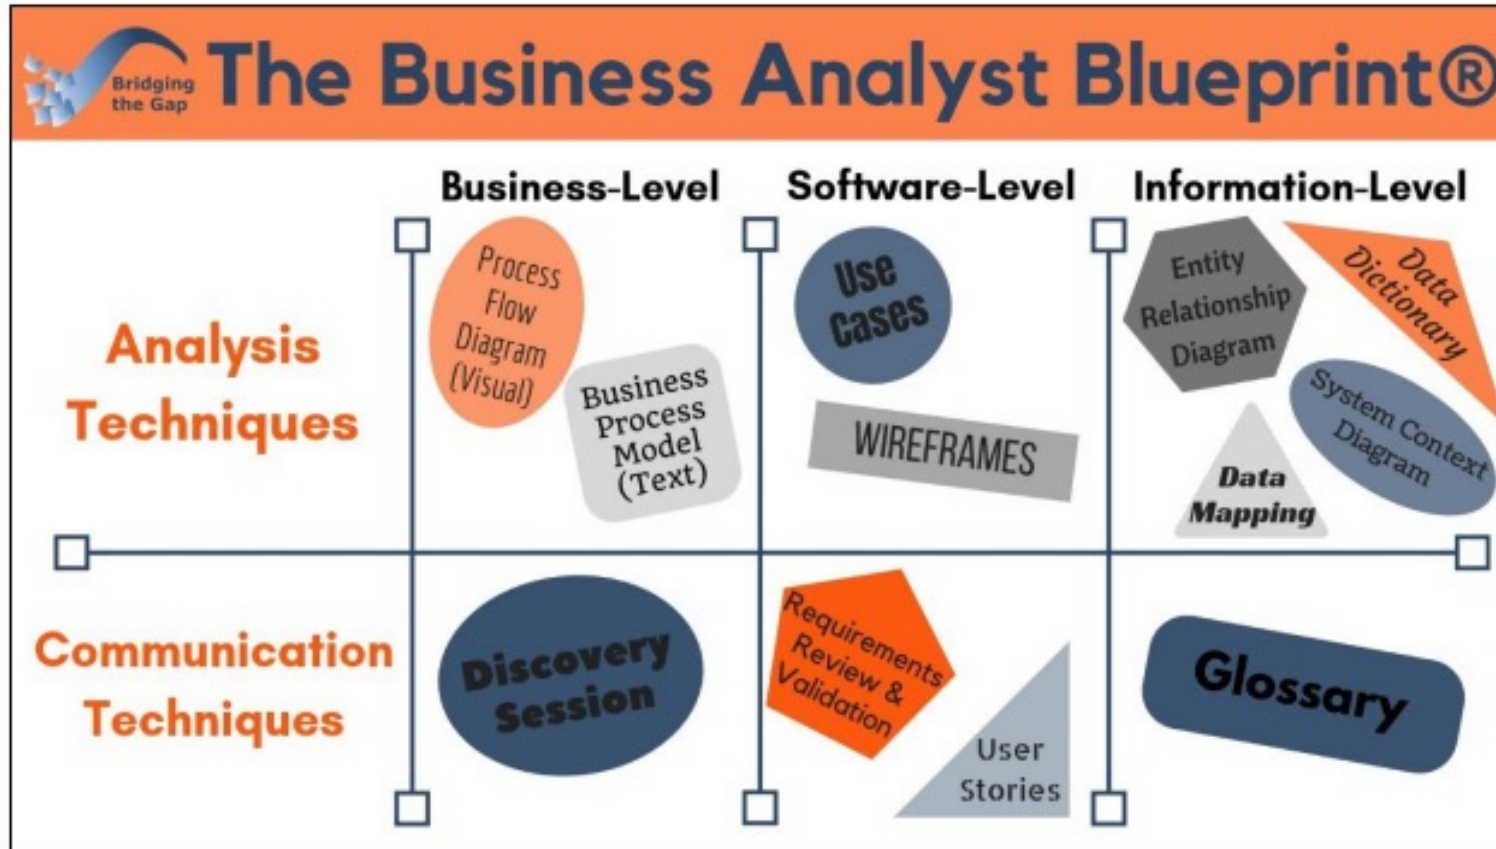 Bridging
the Gap
The Business Analyst Blueprint®
Business-Level
Software-Level
Information-Level
Analysis
Techniques
Process
Flow
Diagram
(Visual)
Business
Process
Model
(Text)
Use
Cases
WIREFRAMES
Entity
Relationship
Diagram
Data
Dictionary
System Context
Diagram
Data
Mapping
Communication
Techniques
Discovery
Session
Requirements
Review &
Validation
User
Stories
Glossary